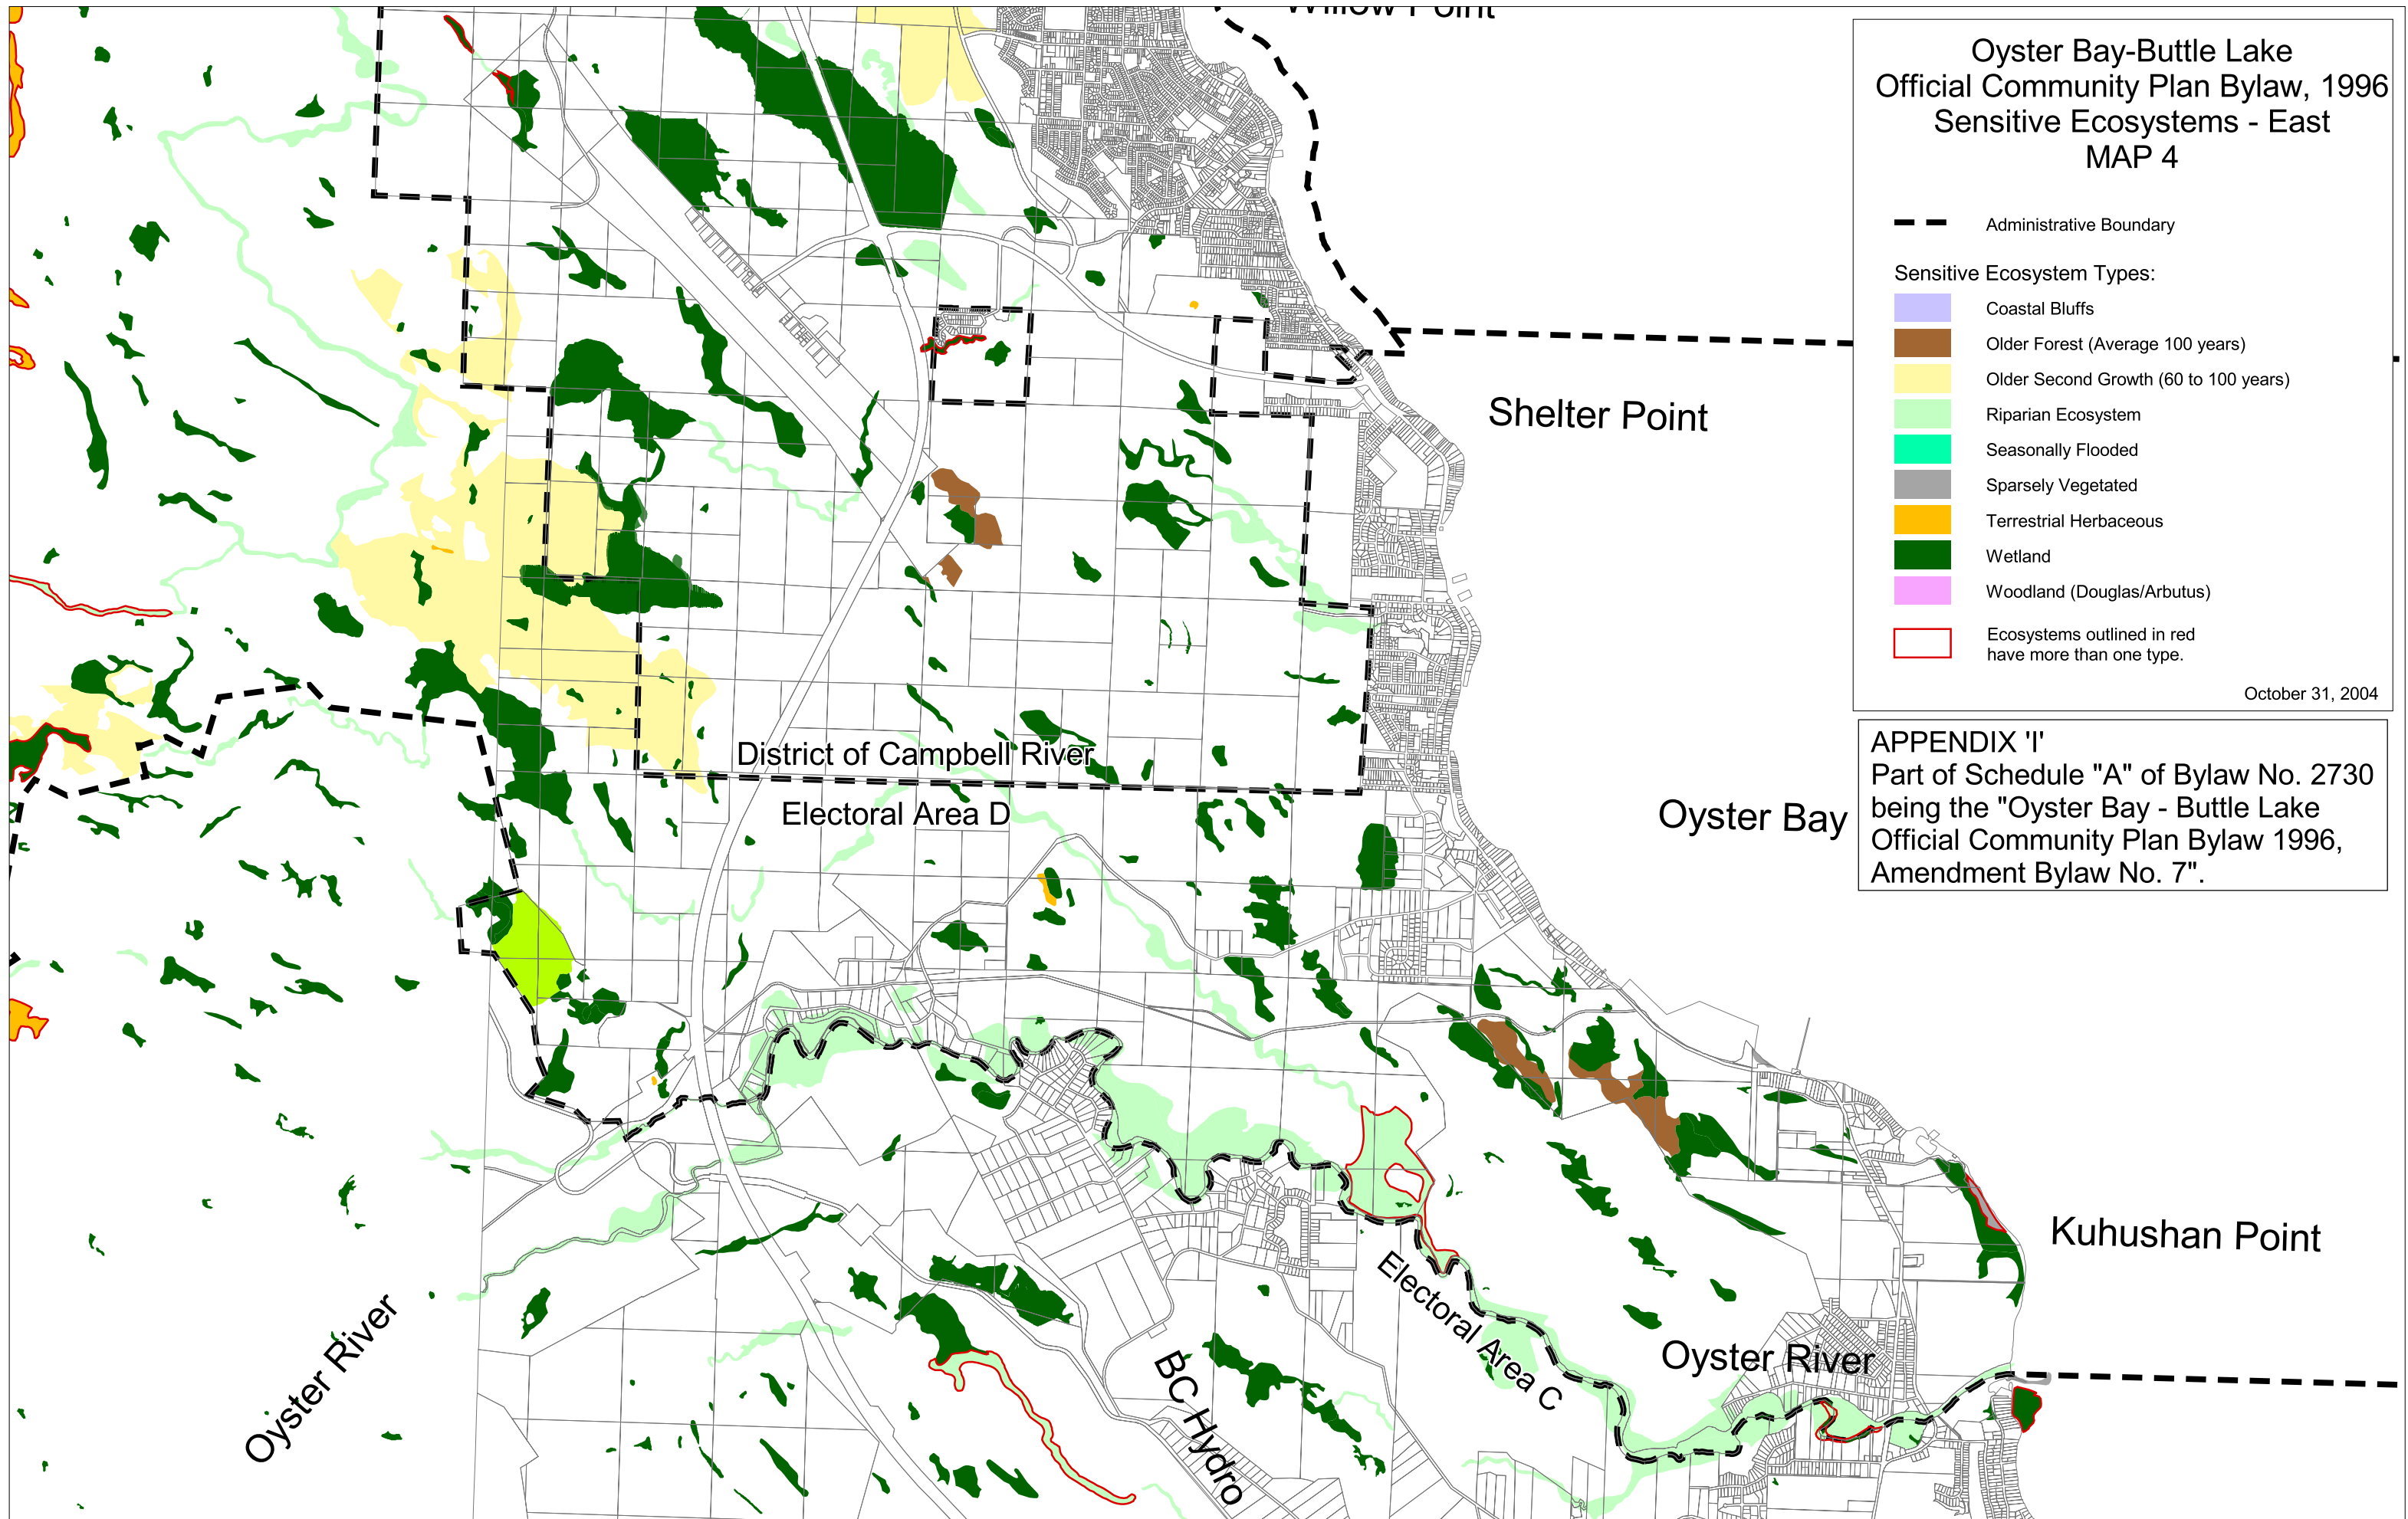 Willow Point
Oyster Bay-Buttle Lake
Official Community Plan Bylaw, 1996
Sensitive Ecosystems - East
MAP 4
Administrative Boundary
Sensitive Ecosystem Types:
Coastal Bluffs
Older Forest (Average 100 years)
Older Second Growth (60 to 100 years)
Riparian Ecosystem
Seasonally Flooded
Sparsely Vegetated
Terrestrial Herbaceous
Wetland
Woodland (Douglas/Arbutus)
Ecosystems outlined in red
have more than one type.
October 31, 2004
APPENDIX 'I'
Part of Schedule "A" of Bylaw No. 2730
being the "Oyster Bay - Buttle Lake
Official Community Plan Bylaw 1996,
Amendment Bylaw No. 7".
Shelter Point
District of Campbell River
Electoral Area D
Oyster Bay
Kuhushan Point
Electoral Area C
Oyster River
Oyster River
BC Hydro